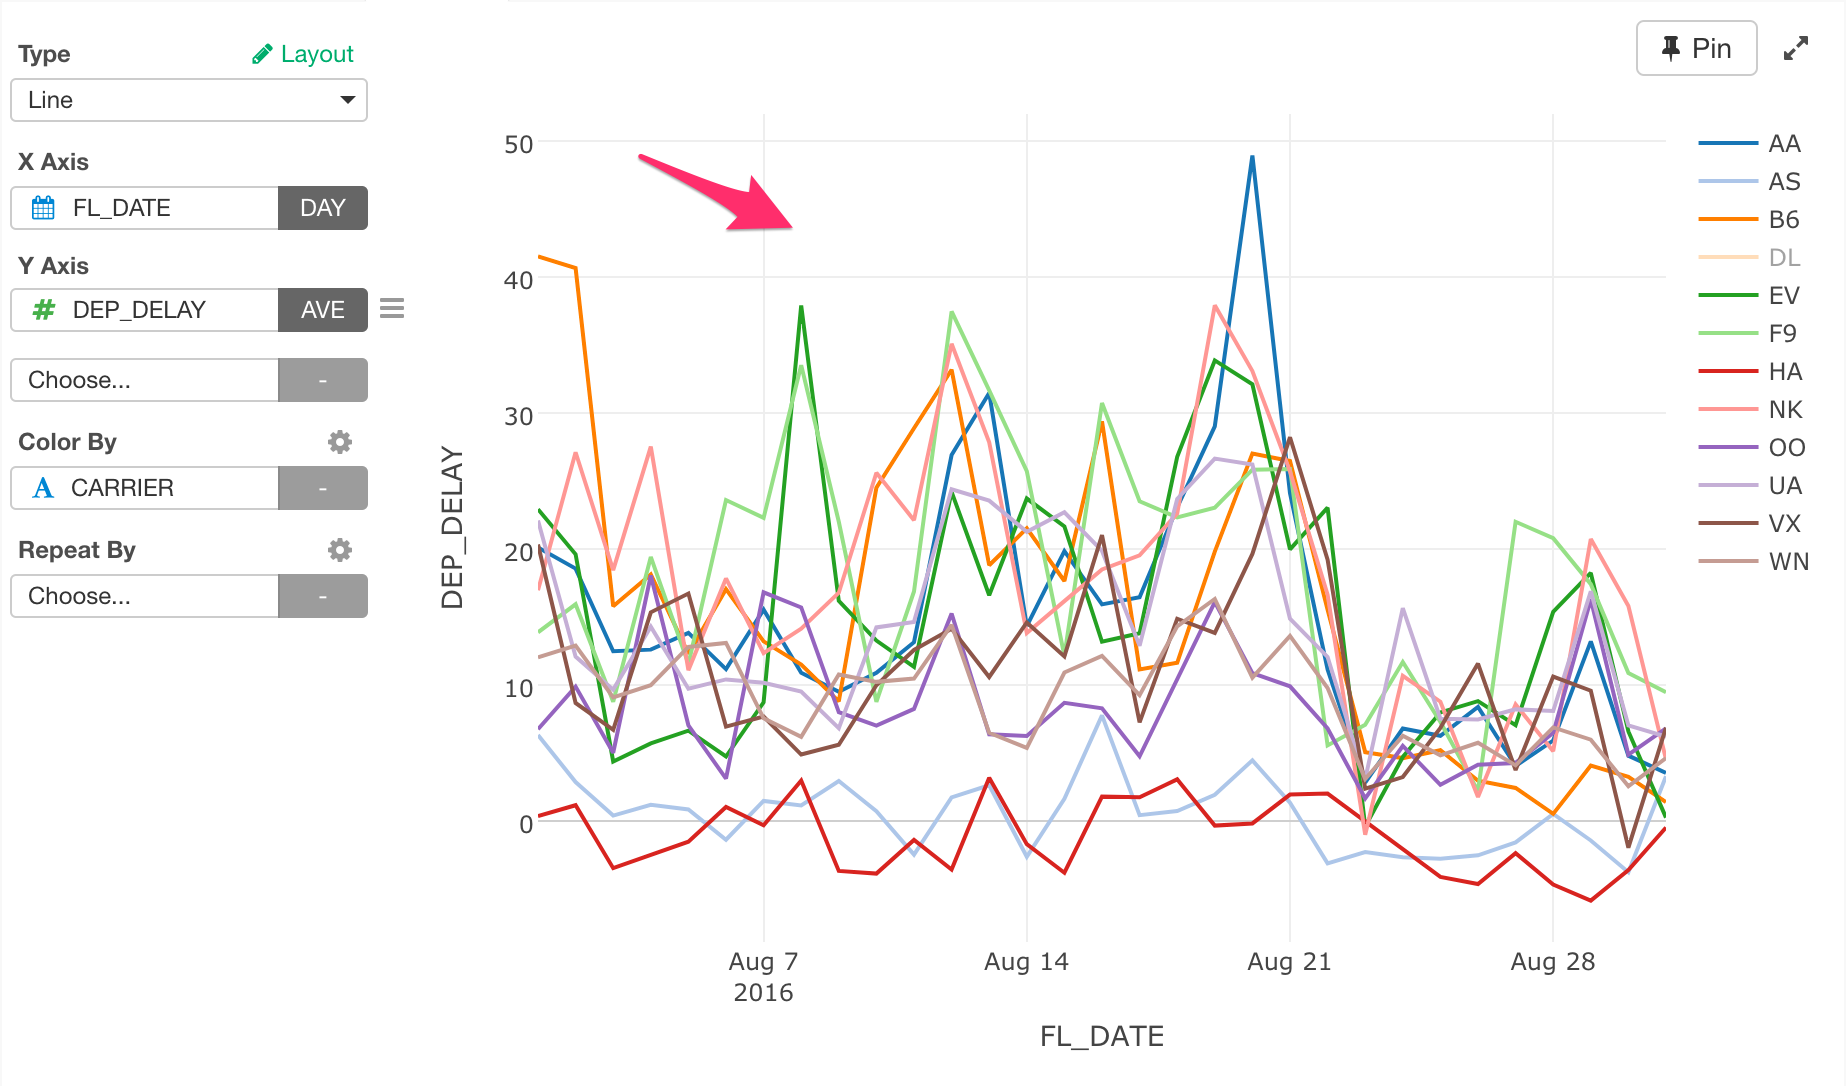 Type
Layout
Line
X Axis
FL_DATE
DAY
Y Axis
DEP_DELAY
AVE
Choose...
-
Color By
CARRIER
-
Repeat By
Choose...
-
Pin
50
40
30
20
10
0
DEP_DELAY
Aug 7
2016
Aug 14
Aug 21
Aug 28
FL_DATE
AA
AS
B6
DL
EV
F9
HA
NK
OO
UA
VX
WN